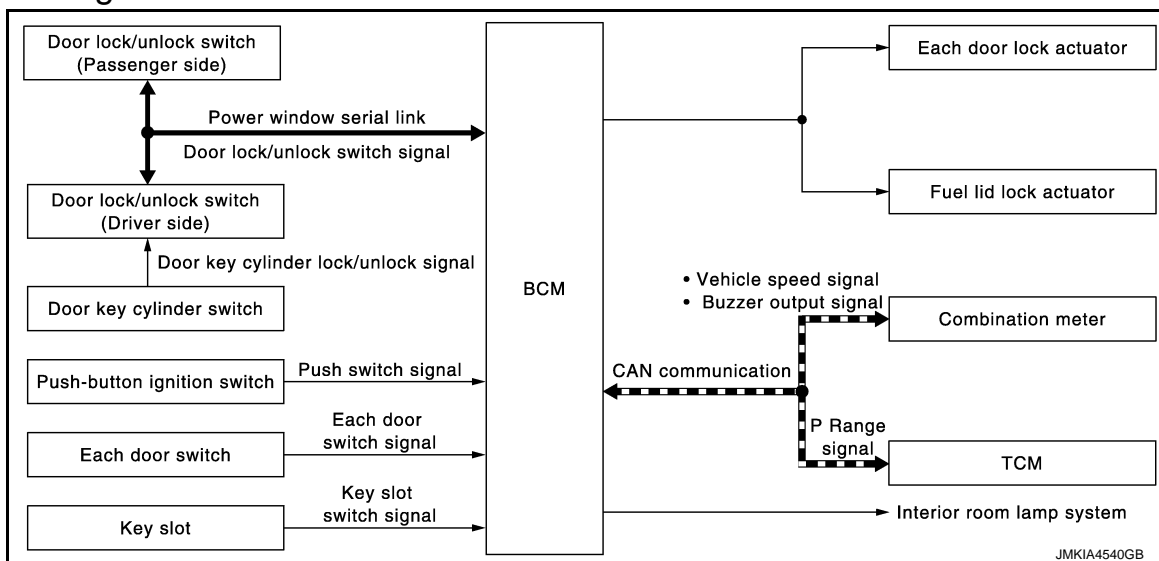 Door lock/unlock switch
(Passenger side)
Power window serial link
Door lock/unlock switch signal
Door lock/unlock switch
(Driver side)
Door key cylinder lock/unlock signal
Door key cylinder switch
Push-button ignition switch
Push switch signal
Each door
switch signal
Each door switch
Key slot
switch signal
Key slot
BCM
Each door lock actuator
Fuel lid lock actuator
• Vehicle speed signal
• Buzzer output signal
Combination meter
CAN communication
P Range
signal
TCM
Interior room lamp system
JMKIA4540GB